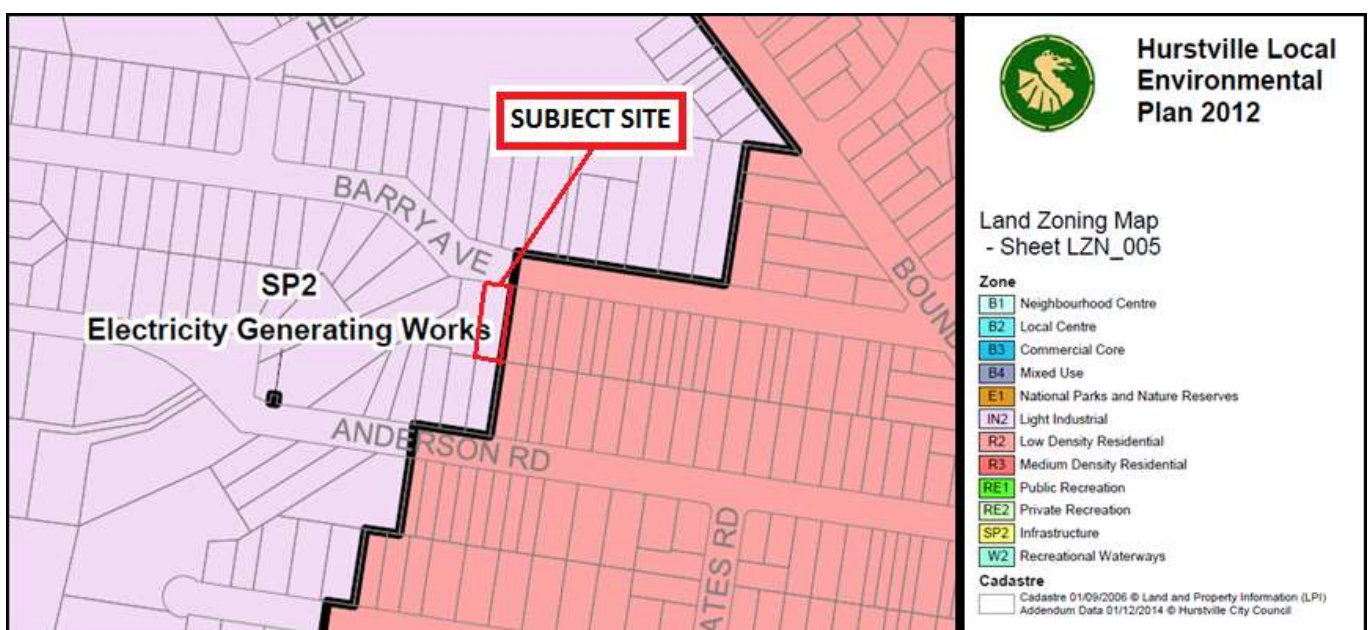 SUBJECT SITE
BARRY AVE
SP2
Electricity Generating Works
ANDERSON RD
BOUN
ATES RD
Hurstville Local
Environmental
Plan 2012
Land Zoning Map
- Sheet LZN_005
Zone
B1 Neighbourhood Centre
B2 Local Centre
B3 Commercial Core
B4 Mixed Use
E1 National Parks and Nature Reserves
IN2 Light Industrial
R2 Low Density Residential
R3 Medium Density Residential
RE1 Public Recreation
RE2 Private Recreation
SP2 Infrastructure
W2 Recreational Waterways
Cadastre
Cadastre 01/09/2006 © Land and Property Information (LPI)
Addendum Data 01/12/2014 © Hurstville City Council